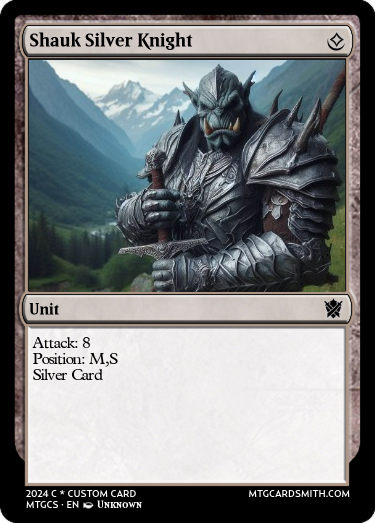 Shauk Silver Knight
Unit
Attack: 8
Position: M,S
Silver Card
2024 C * CUSTOM CARD
MTGCS · EN Unknown
MTGCARDSMITH.COM